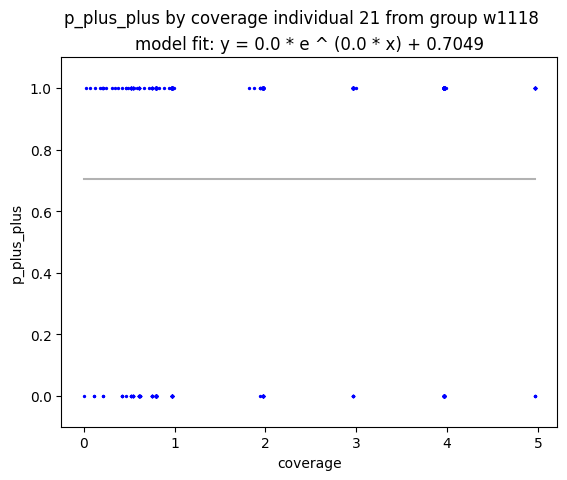 p_plus_plus by coverage individual 21 from group w1118
model fit: y = 0.0 * e ^ (0.0 * x) + 0.7049
1.0
0.8
0.6
0.4
0.2
0.0
p_plus_plus
0 1 2 3 4 5
coverage